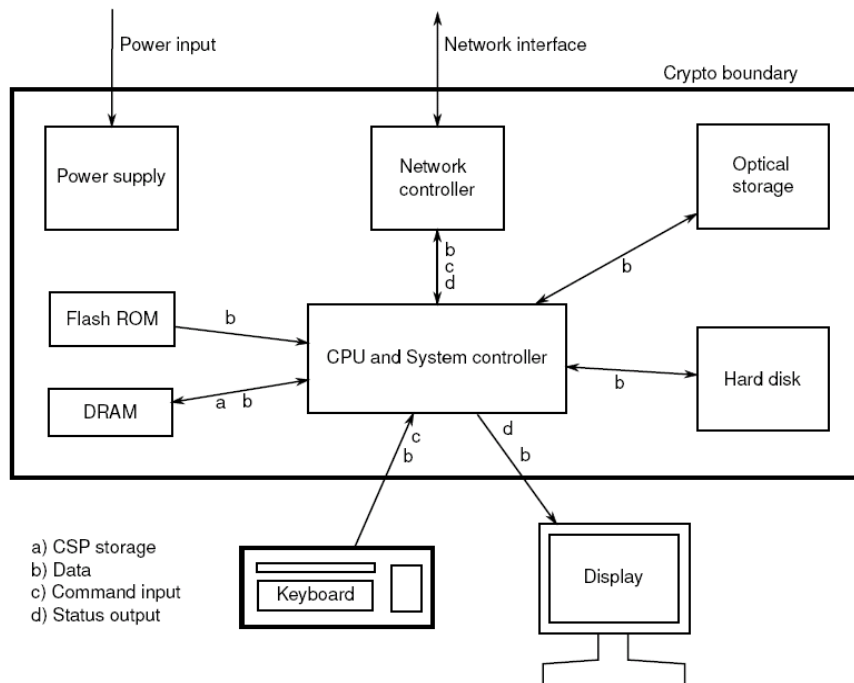 Power input
Network interface
Crypto boundary
Power supply
Network
controller
Optical
storage
b
c
d
b
Flash ROM
b
CPU and System controller
b
Hard disk
DRAM
a b
c
b
d
b
a) CSP storage
b) Data
c) Command input
d) Status output
Keyboard
Display